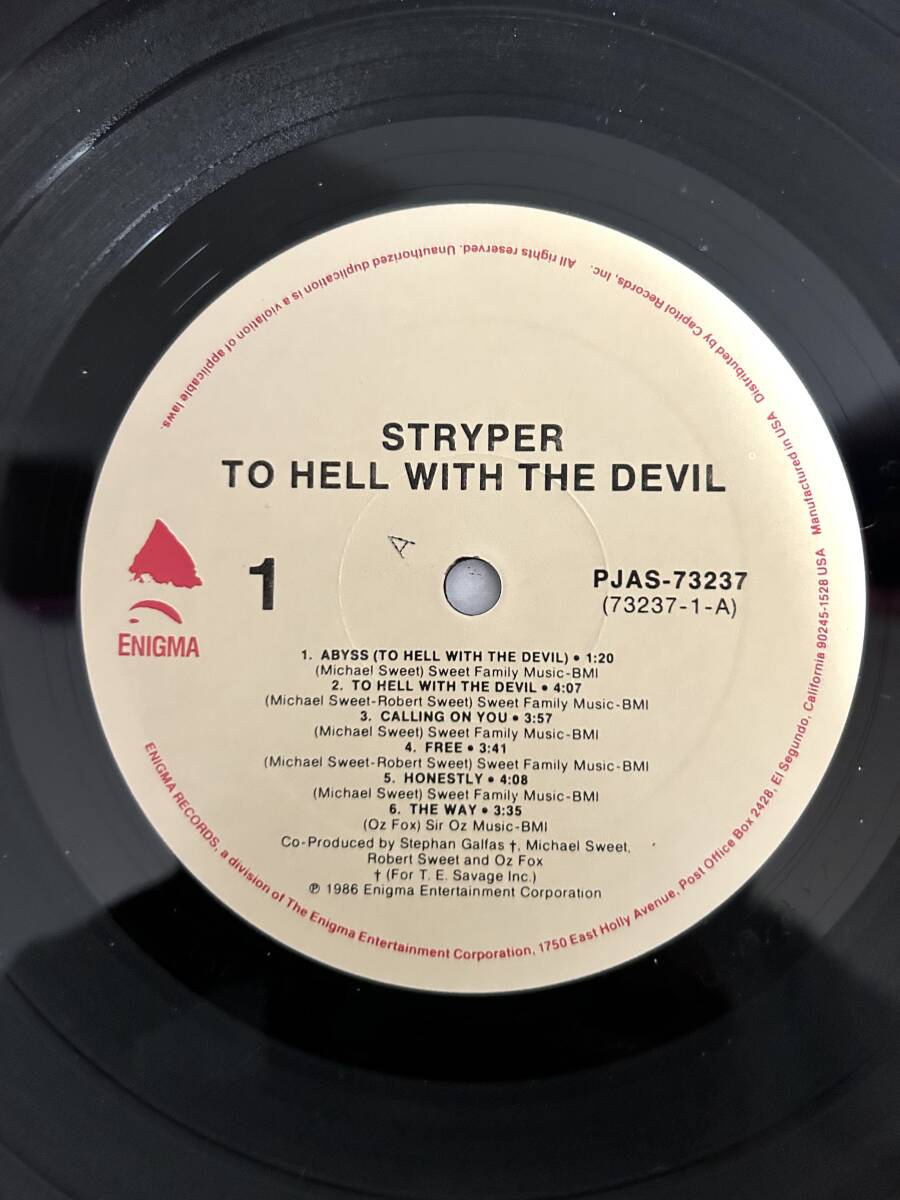 STRYPER
TO HELL WITH THE DEVIL
ENIGMA
1
A
PJAS-73237
(73237-1-A)
1. ABYSS (TO HELL WITH THE DEVIL) • 1:20
(Michael Sweet) Sweet Family Music-BMI
2. TO HELL WITH THE DEVIL • 4:07
(Michael Sweet-Robert Sweet) Sweet Family Music-BMI
3. CALLING ON YOU • 3:57
(Michael Sweet) Sweet Family Music-BMI
4. FREE • 3:41
(Michael Sweet-Robert Sweet) Sweet Family Music-BMI
5. HONESTLY • 4:08
(Michael Sweet) Sweet Family Music-BMI
6. THE WAY • 3:35
(Oz Fox) Sir Oz Music-BMI
Co-Produced by Stephan Galfas †, Michael Sweet,
Robert Sweet and Oz Fox
† (For T. E. Savage Inc.)
℗ 1986 Enigma Entertainment Corporation
ENIGMA RECORDS, a division of The Enigma Entertainment Corporation, 1750 East Holly Avenue, Post Office Box 2428, El Segundo, California 90245-1528 USA Manufactured in USA Distributed by Capitol Records, Inc. All rights reserved. Unauthorized duplication is a violation of applicable laws.